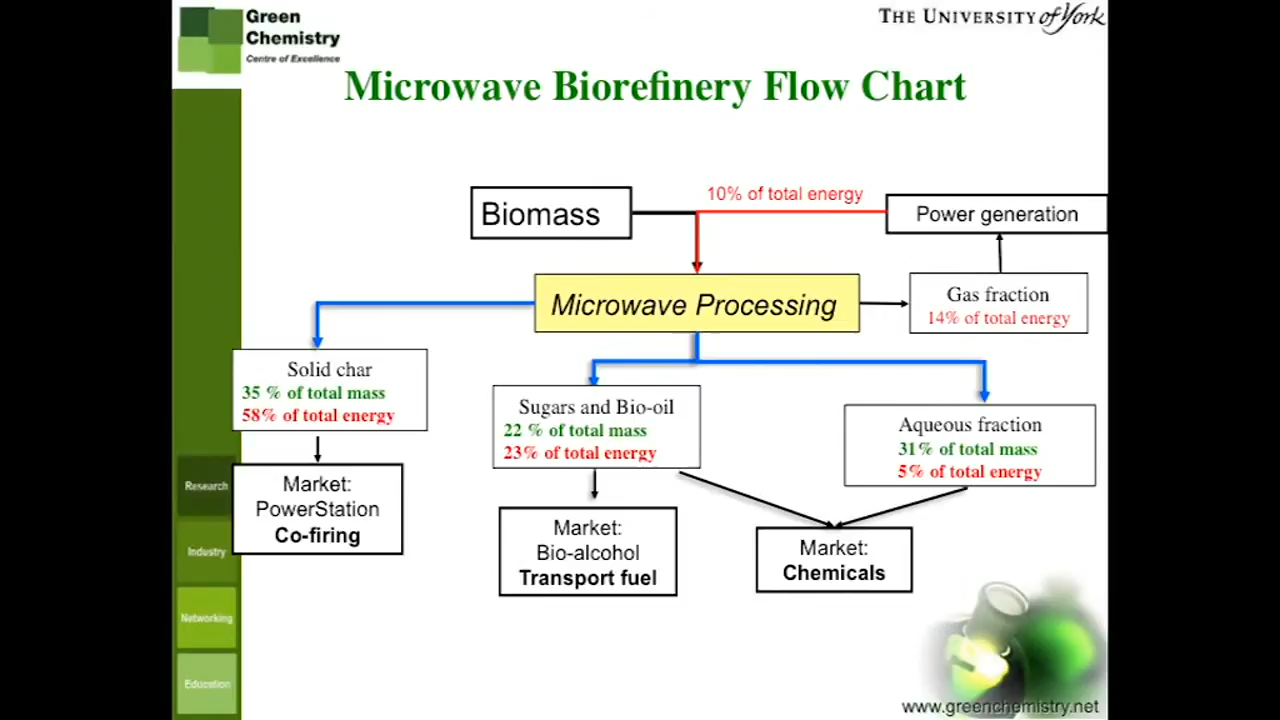 Green
Chemistry
Centre of Excellence
THE UNIVERSITY of York
Microwave Biorefinery Flow Chart
Biomass
10% of total energy
Power generation
Microwave Processing
Gas fraction
14% of total energy
Solid char
35 % of total mass
58% of total energy
Sugars and Bio-oil
22 % of total mass
23% of total energy
Aqueous fraction
31% of total mass
5% of total energy
Market:
PowerStation
Co-firing
Market:
Bio-alcohol
Transport fuel
Market:
Chemicals
Research
Industry
Networking
Education
www.greenchemistry.net